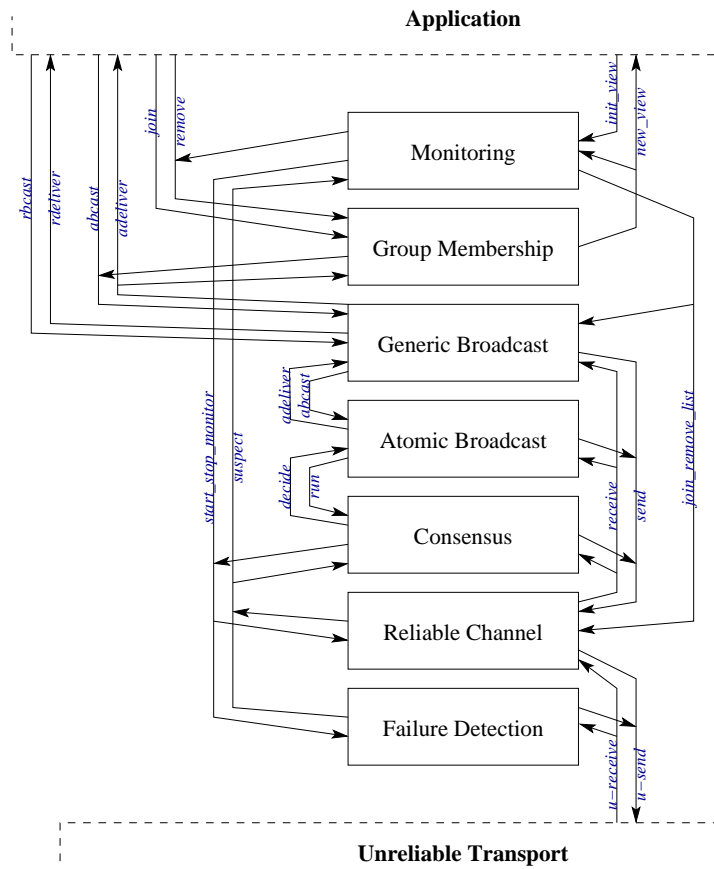 Application
rbcast
rdeliver
abcast
adeliver
join
remove
init_view
new_view
Monitoring
Group Membership
Generic Broadcast
adeliver
abcast
Atomic Broadcast
start_stop_monitor
suspect
decide
run
receive
send
join_remove_list
Consensus
Reliable Channel
Failure Detection
u−receive
u−send
Unreliable Transport